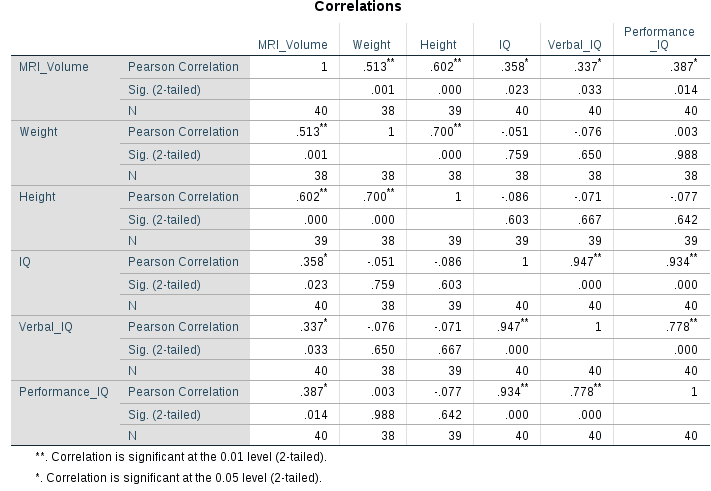 Correlations
Performance
MRI_Volume Weight Height IQ Verbal_IQ _IQ
MRI_Volume Pearson Correlation 1 .513** .602** .358* .337* .387*
Sig. (2-tailed) .001 .000 .023 .033 .014
N 40 38 39 40 40 40
Weight Pearson Correlation .513** 1 .700** -.051 -.076 .003
Sig. (2-tailed) .001 .000 .759 .650 .988
N 38 38 38 38 38 38
Height Pearson Correlation .602** .700** 1 -.086 -.071 -.077
Sig. (2-tailed) .000 .000 .603 .667 .642
N 39 38 39 39 39 39
IQ Pearson Correlation .358* -.051 -.086 1 .947** .934**
Sig. (2-tailed) .023 .759 .603 .000 .000
N 40 38 39 40 40 40
Verbal_IQ Pearson Correlation .337* -.076 -.071 .947** 1 .778**
Sig. (2-tailed) .033 .650 .667 .000 .000
N 40 38 39 40 40 40
Performance_IQ Pearson Correlation .387* .003 -.077 .934** .778** 1
Sig. (2-tailed) .014 .988 .642 .000 .000
N 40 38 39 40 40 40
**. Correlation is significant at the 0.01 level (2-tailed).
*. Correlation is significant at the 0.05 level (2-tailed).